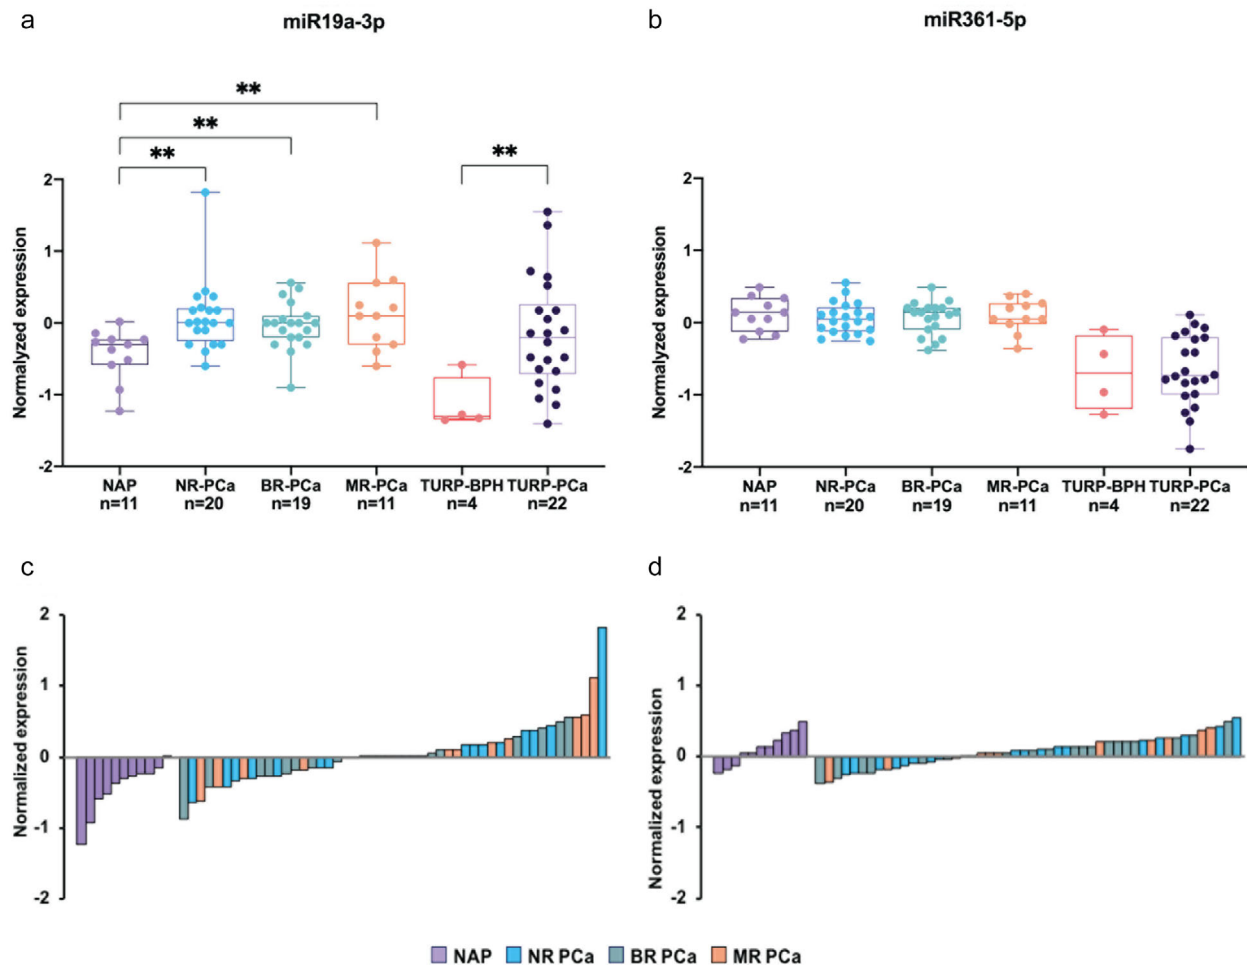 a
miR19a-3p
**
**
**
**
Normalized expression
2
1
0
-1
-2
NAP NR-PCa BR-PCa MR-PCa TURP-BPH TURP-PCa
n=11 n=20 n=19 n=11 n=4 n=22
b
miR361-5p
Normalized expression
2
1
0
-1
-2
NAP NR-PCa BR-PCa MR-PCa TURP-BPH TURP-PCa
n=11 n=20 n=19 n=11 n=4 n=22
c
Normalized expression
2
1
0
-1
-2
d
Normalized expression
2
1
0
-1
-2
NAP NR PCa BR PCa MR PCa